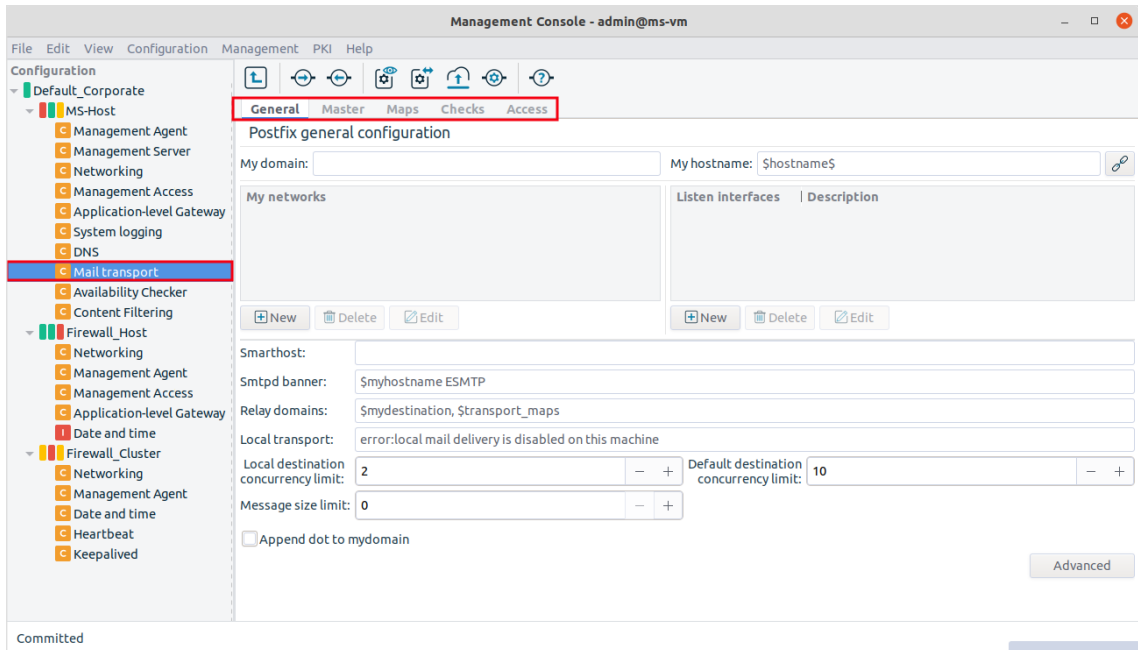 Management Console - admin@ms-vm
File Edit View Configuration Management PKI Help
Configuration
Default_Corporate
MS-Host
C Management Agent
C Management Server
C Networking
C Management Access
C Application-level Gateway
C System logging
C DNS
C Mail transport
C Availability Checker
C Content Filtering
Firewall_Host
C Networking
C Management Agent
C Management Access
C Application-level Gateway
I Date and time
Firewall_Cluster
C Networking
C Management Agent
C Date and time
C Heartbeat
C Keepalived
General Master Maps Checks Access
Postfix general configuration
My domain:
My hostname: $hostname$
My networks
Listen interfaces Description
New Delete Edit
New Delete Edit
Smarthost:
Smtpd banner: $myhostname ESMTP
Relay domains: $mydestination, $transport_maps
Local transport: error:local mail delivery is disabled on this machine
Local destination
concurrency limit: 2
Default destination
concurrency limit: 10
Message size limit: 0
Append dot to mydomain
Advanced
Committed